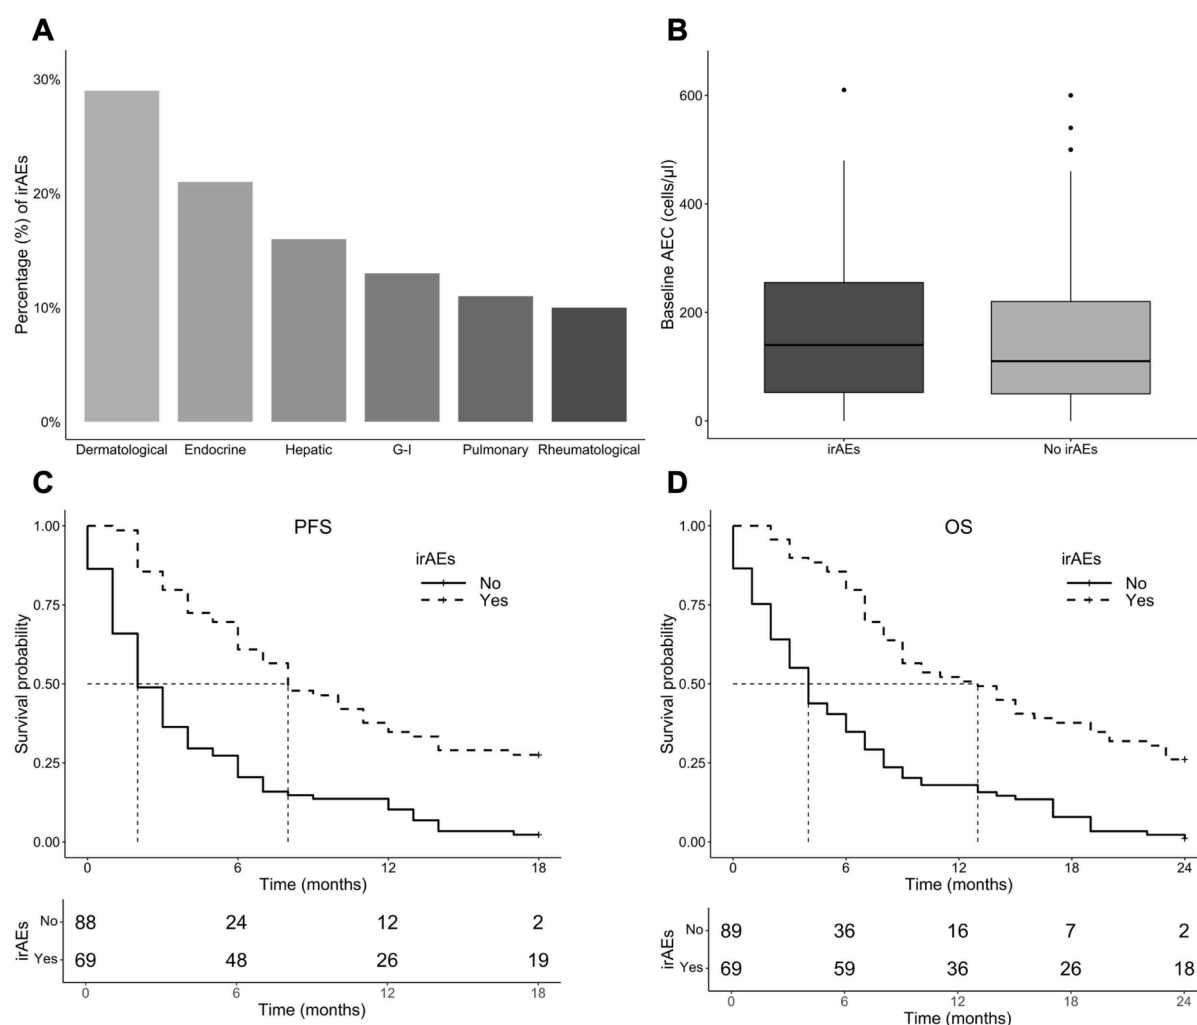 A
Percentage (%) of irAEs
30%
20%
10%
0%
Dermatological Endocrine Hepatic G-I Pulmonary Rheumatological
B
Baseline AEC (cells/µl)
600
400
200
0
irAEs No irAEs
C
PFS
irAEs
No
Yes
Survival probability
1.00
0.75
0.50
0.25
0.00
0 6 12 18
Time (months)
irAEs
No 88 24 12 2
Yes 69 48 26 19
0 6 12 18
Time (months)
D
OS
irAEs
No
Yes
Survival probability
1.00
0.75
0.50
0.25
0.00
0 6 12 18 24
Time (months)
irAEs
No 89 36 16 7 2
Yes 69 59 36 26 18
0 6 12 18 24
Time (months)